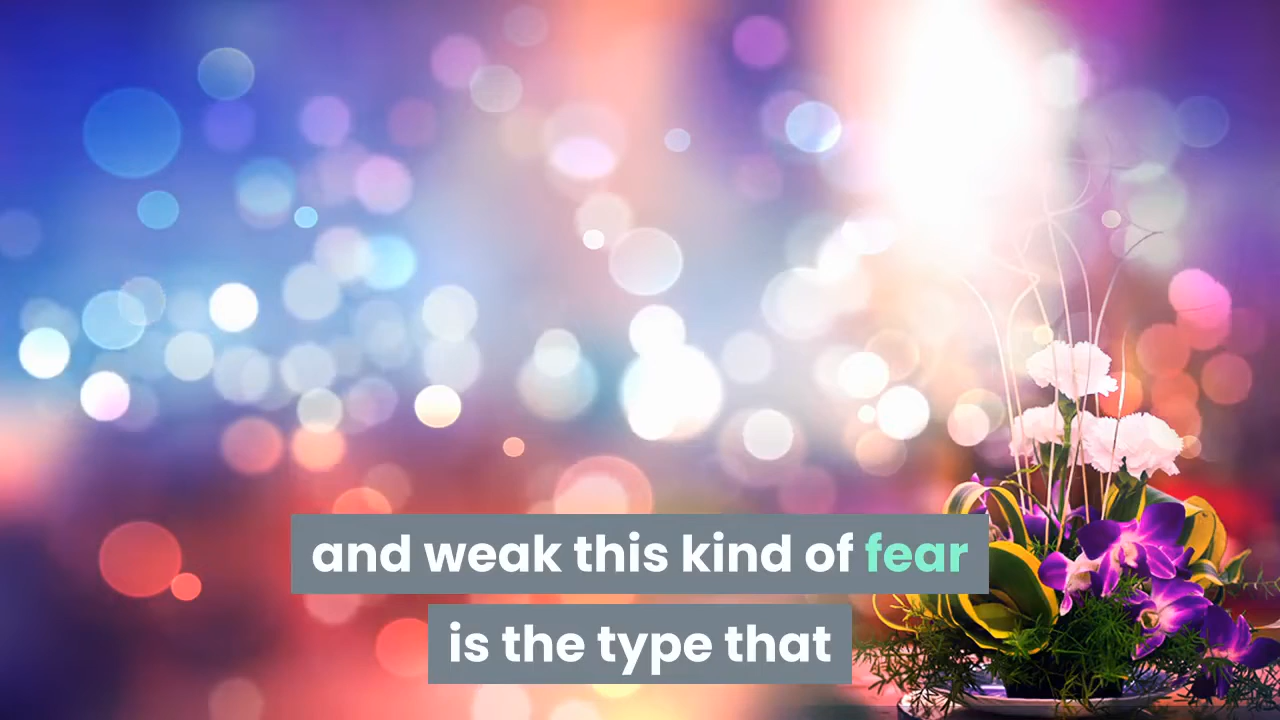 and weak this kind of fear
is the type that